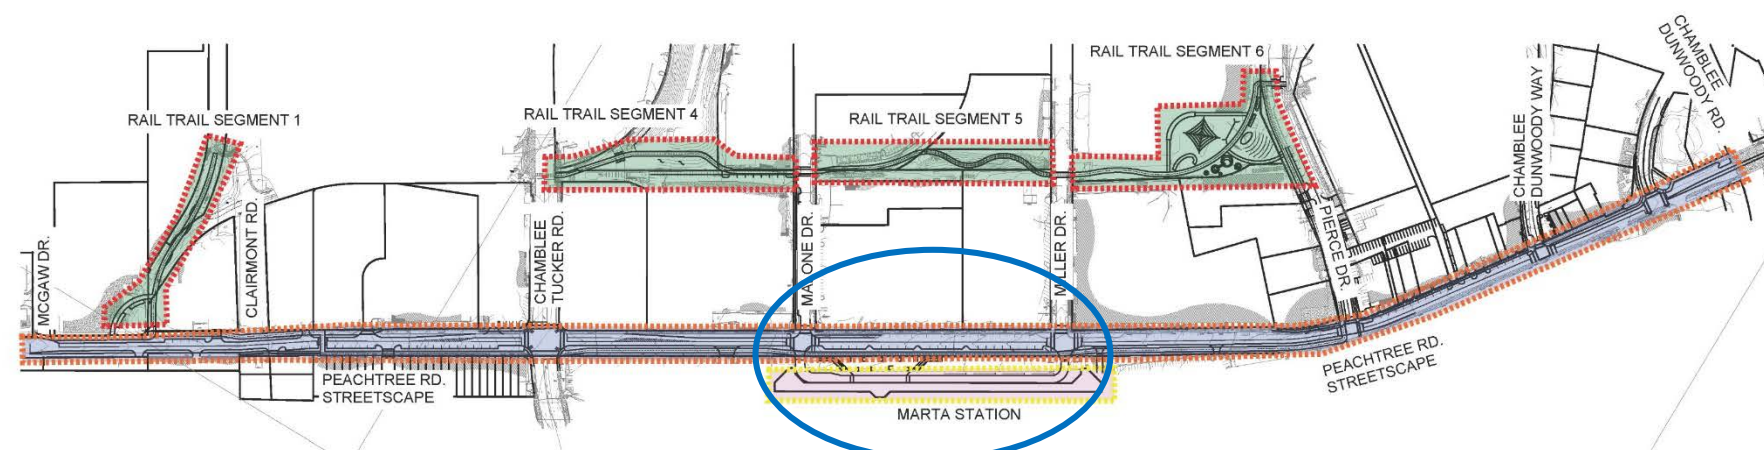 RAIL TRAIL SEGMENT 1
RAIL TRAIL SEGMENT 4
RAIL TRAIL SEGMENT 5
RAIL TRAIL SEGMENT 6
CHAMBLEE
DUNWOODY RD.
CHAMBLEE
DUNWOODY WAY
MCGAW DR.
CLAIRMONT RD.
CHAMBLEE
TUCKER RD.
MALONE DR.
MILLER DR.
PIERCE DR.
PEACHTREE RD.
STREETSCAPE
MARTA STATION
PEACHTREE RD.
STREETSCAPE